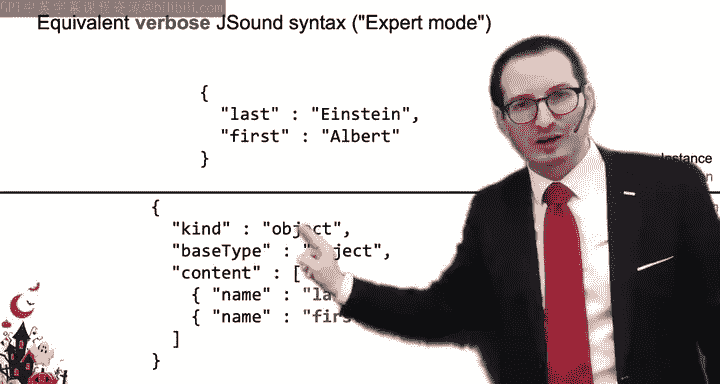 Equivalent verbose JSound syntax ("Expert mode")
{
"last" : "Einstein",
"first" : "Albert"
}
Instance
{
"kind" : "object",
"baseType" :
"content" : [
{ "name" :
{ "name" :
]
}